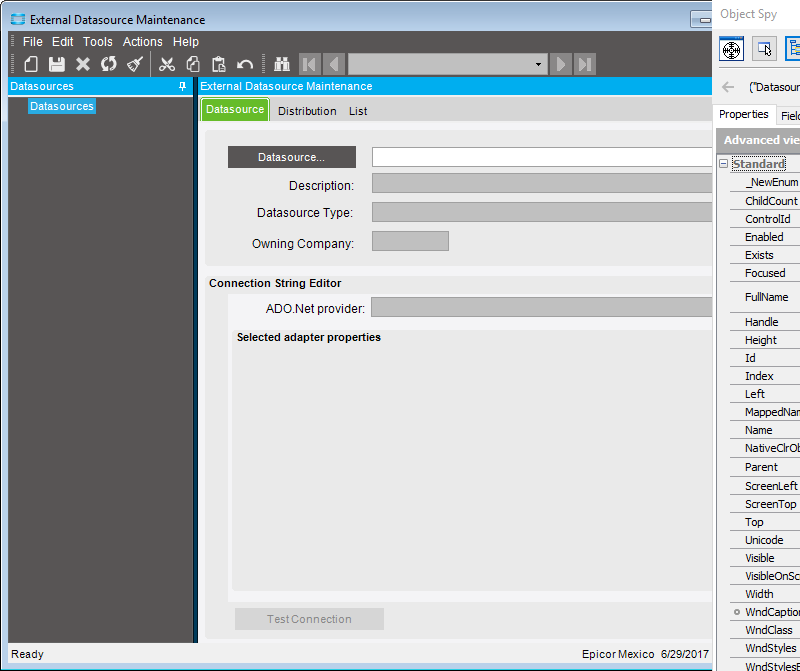 External Datasource Maintenance
File Edit Tools Actions Help
Datasources
Datasources
External Datasource Maintenance
Datasource Distribution List
Datasource...
Description:
Datasource Type:
Owning Company:
Connection String Editor
ADO.Net provider:
Selected adapter properties
Test Connection
Ready
Epicor Mexico 6/29/2017
Object Spy
("Datasour
Properties Field
Advanced vie
Standard
_NewEnum
ChildCount
ControlId
Enabled
Exists
Focused
FullName
Handle
Height
Id
Index
Left
MappedNam
Name
NativeClrOb
Parent
ScreenLeft
ScreenTop
Top
Unicode
Visible
VisibleOnSc
Width
WndCaption
WndClass
WndStyles
WndStylesE